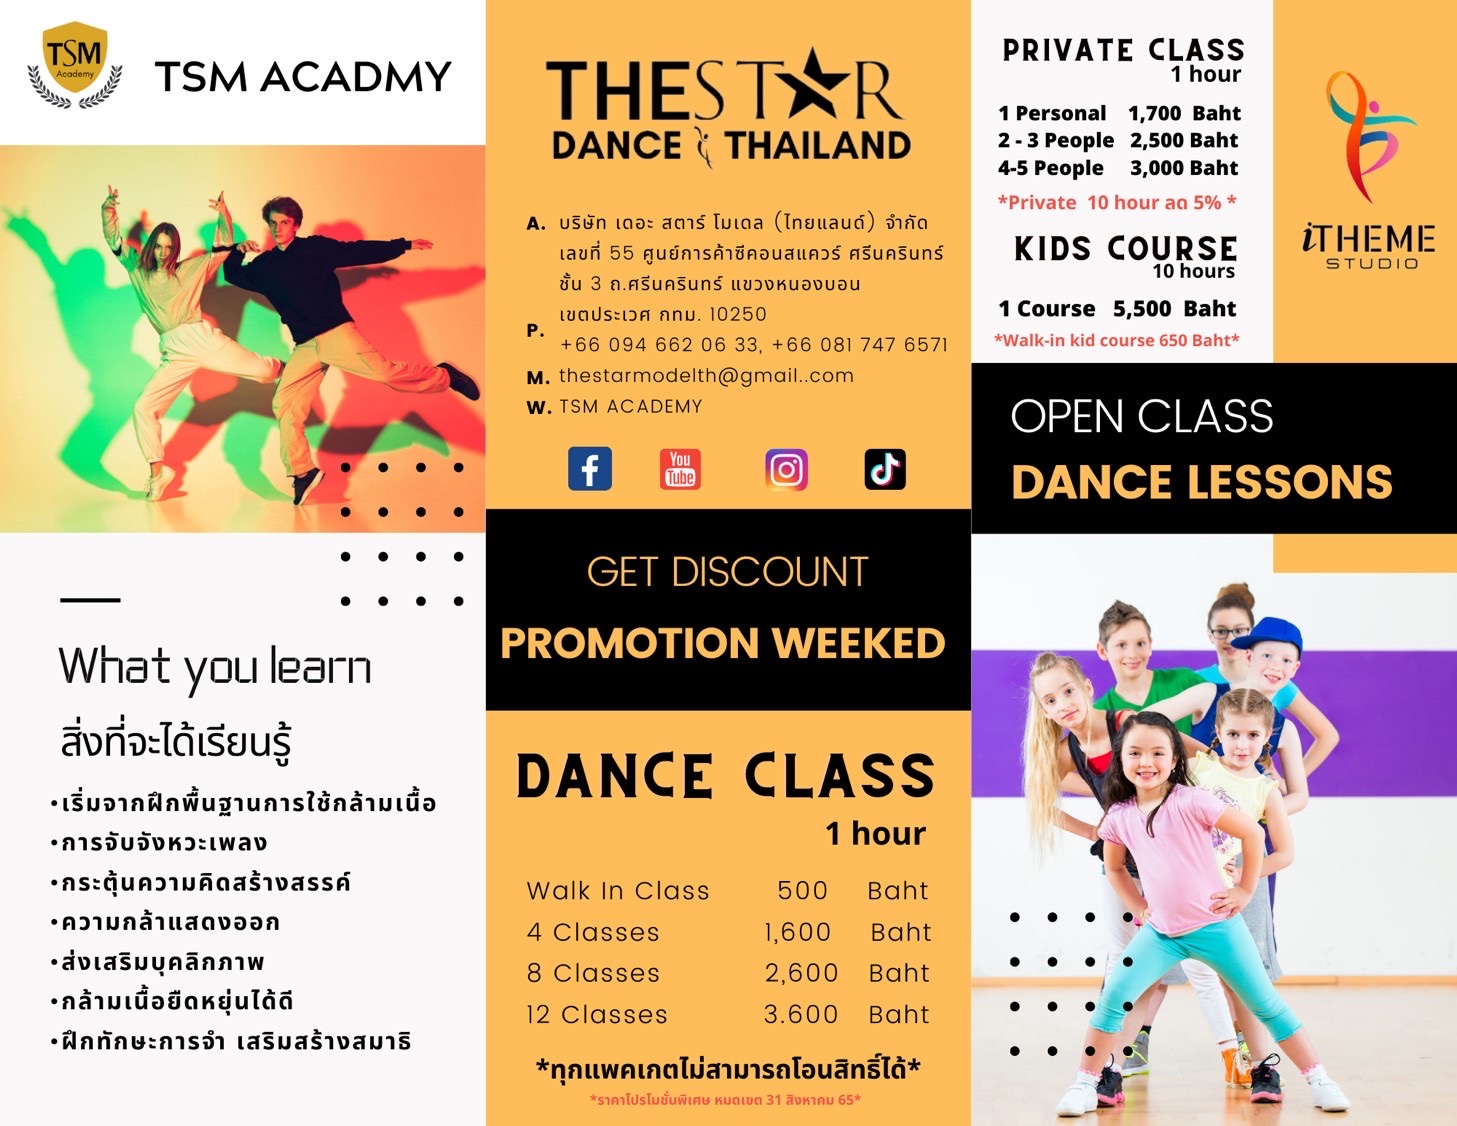 TSM
Academy
TSM ACADMY
What you learn
สิ่งที่จะได้เรียนรู้
•เริ่มจากฝึกพื้นฐานการใช้กล้ามเนื้อ
•การจับจังหวะเพลง
•กระตุ้นความคิดสร้างสรรค์
•ความกล้าแสดงออก
•ส่งเสริมบุคลิกภาพ
•กล้ามเนื้อยืดหยุ่นได้ดี
•ฝึกทักษะการจำ เสริมสร้างสมาธิ
THE STAR
DANCE THAILAND
A. บริษัท เดอะ สตาร์ โมเดล (ไทยแลนด์) จำกัด
เลขที่ 55 ศูนย์การค้าซีคอนสแควร์ ศรีนครินทร์
ชั้น 3 ถ.ศรีนครินทร์ แขวงหนองบอน
เขตประเวศ กทม. 10250
P. +66 094 662 06 33, +66 081 747 6571
M. thestarmodelth@gmail..com
W. TSM ACADEMY
f
You
Tube
GET DISCOUNT
PROMOTION WEEKED
DANCE CLASS
1 hour
Walk In Class 500 Baht
4 Classes 1,600 Baht
8 Classes 2,600 Baht
12 Classes 3.600 Baht
*ทุกแพคเกตไม่สามารถโอนสิทธิ์ได้*
*ราคาโปรโมชั่นพิเศษ หมดเขต 31 สิงหาคม 65*
PRIVATE CLASS
1 hour
1 Personal 1,700 Baht
2 - 3 People 2,500 Baht
4-5 People 3,000 Baht
*Private 10 hour ลด 5% *
KIDS COURSE
10 hours
1 Course 5,500 Baht
*Walk-in kid course 650 Baht*
iTHEME
STUDIO
OPEN CLASS
DANCE LESSONS